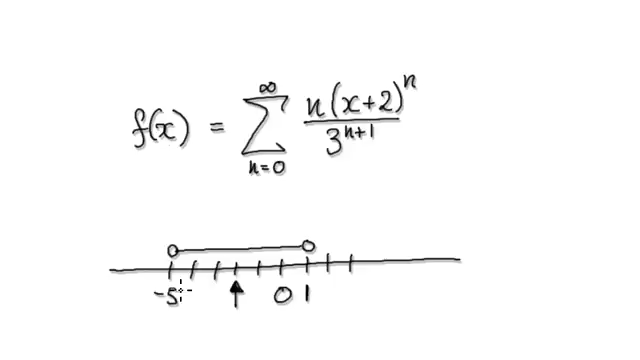 f(x) = ∞∑n=0 n(x+2)^n / 3^{n+1}
-5 0 1